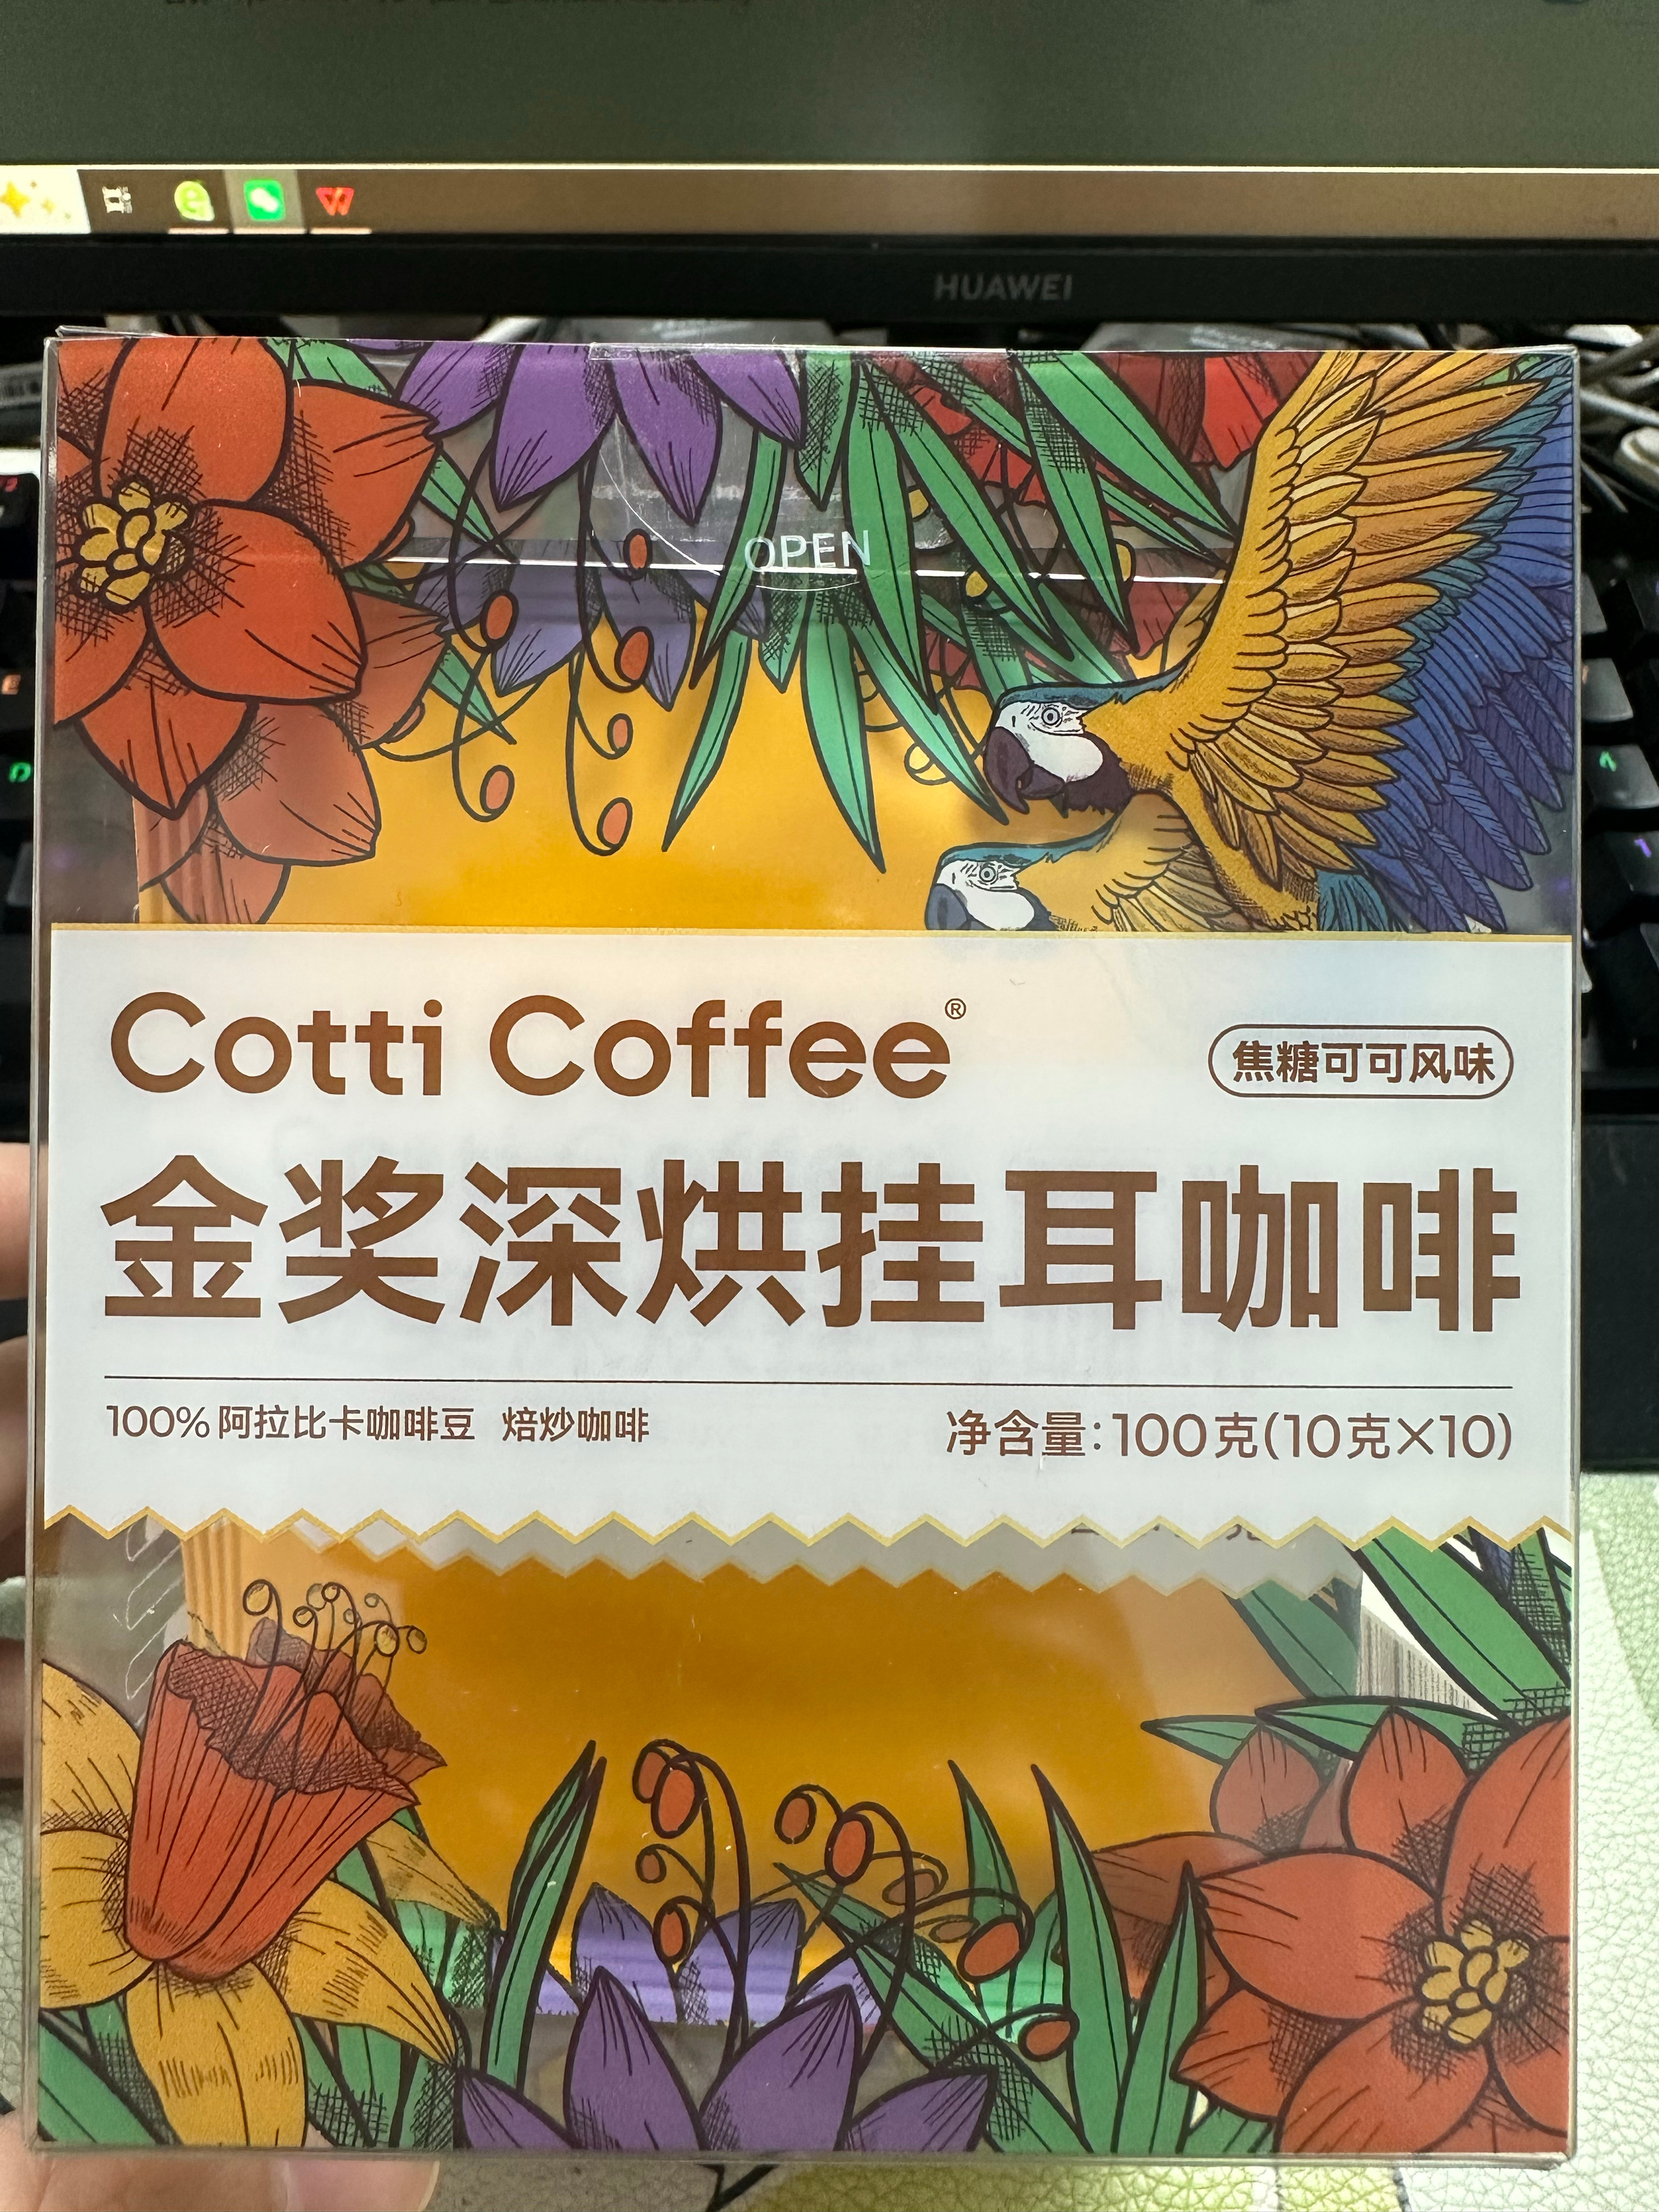 HUAWEI
OPEN
Cotti Coffee®
焦糖可可风味
金奖深烘挂耳咖啡
100%阿拉比卡咖啡豆 焙炒咖啡
净含量:100克(10克×10)